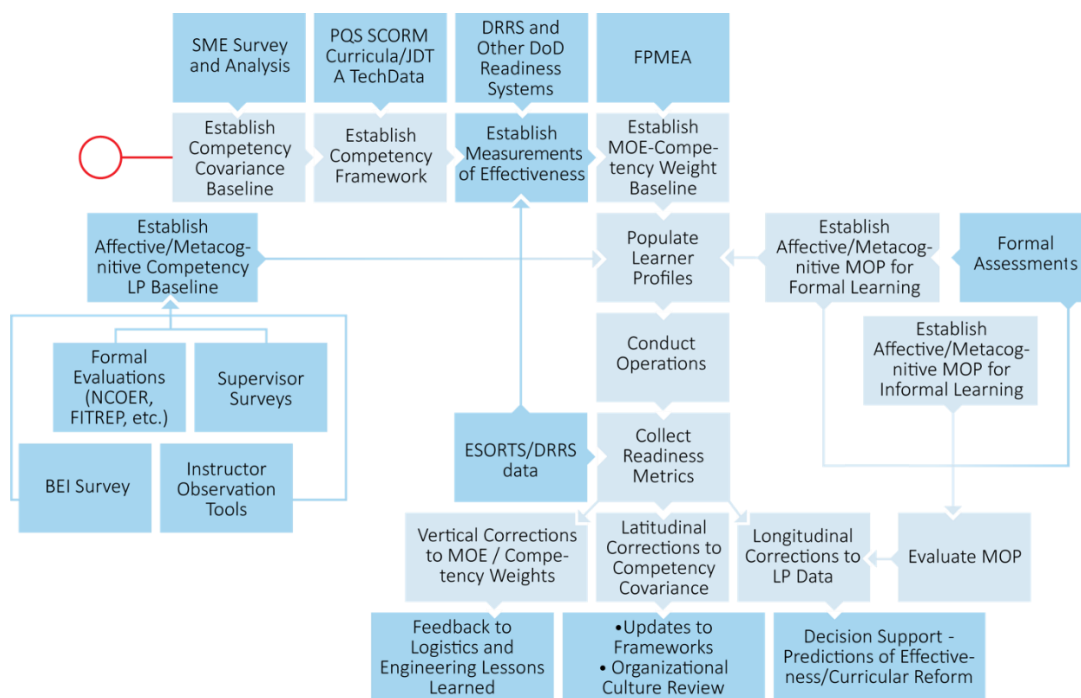 SME Survey
and Analysis
PQS SCORM
Curricula/JDT
A TechData
DRRS and
Other DoD
Readiness
Systems
FPMEA
Establish
Competency
Covariance
Baseline
Establish
Competency
Framework
Establish
Measurements
of Effectiveness
Establish
MOE-Compe-
tency Weight
Baseline
Establish
Affective/Metacog-
nitive Competency
LP Baseline
Populate
Learner
Profiles
Establish
Affective/Metacog-
nitive MOP for
Formal Learning
Formal
Assessments
Formal
Evaluations
(NCOER,
FITREP, etc.)
Supervisor
Surveys
Conduct
Operations
Establish
Affective/Metacog-
nitive MOP for
Informal Learning
BEI Survey
Instructor
Observation
Tools
ESORTS/DRRS
data
Collect
Readiness
Metrics
Vertical Corrections
to MOE / Compe-
tency Weights
Latitudinal
Corrections to
Competency
Covariance
Longitudinal
Corrections to
LP Data
Evaluate MOP
Feedback to
Logistics and
Engineering Lessons
Learned
•Updates to
Frameworks
• Organizational
Culture Review
Decision Support -
Predictions of Effective-
ness/Curricular Reform